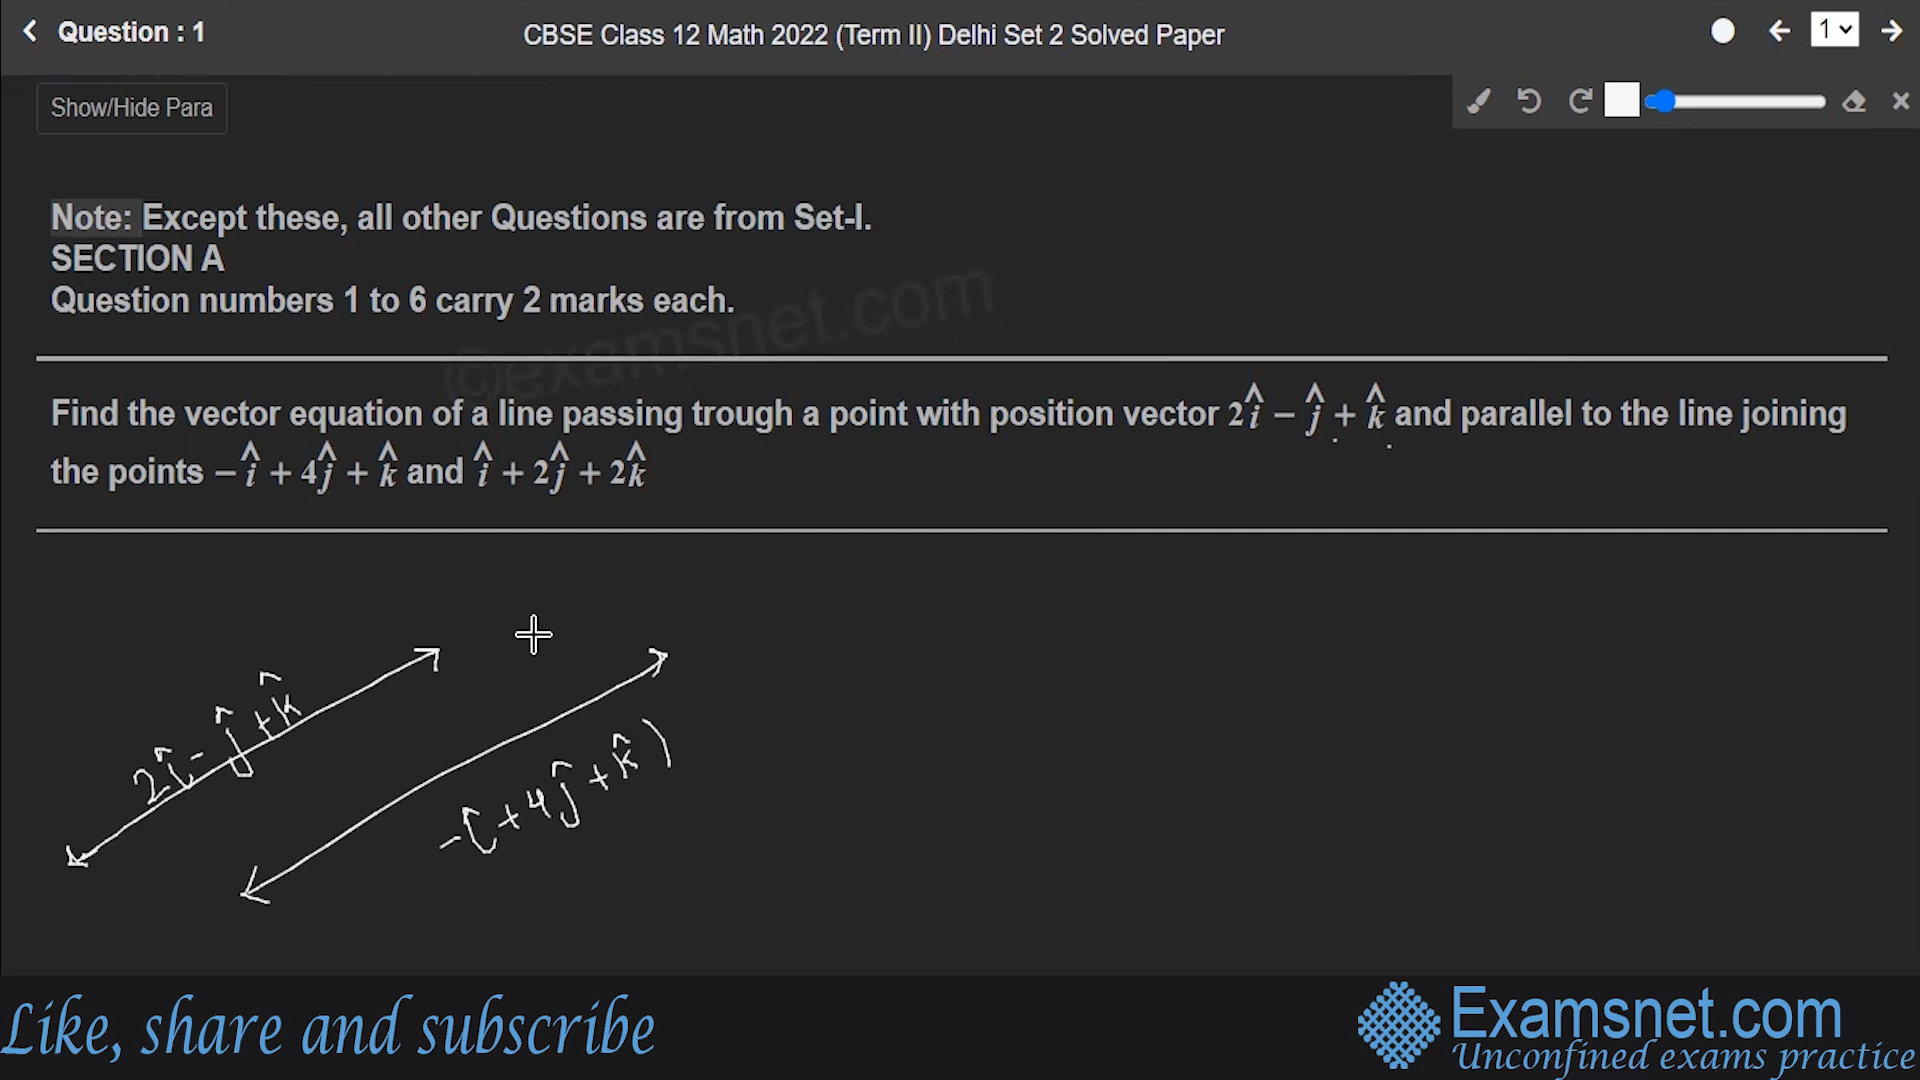 Question : 1
CBSE Class 12 Math 2022 (Term II) Delhi Set 2 Solved Paper
1
Show/Hide Para
Note: Except these, all other Questions are from Set-I.
SECTION A
Question numbers 1 to 6 carry 2 marks each.
©examsnet.com
Find the vector equation of a line passing trough a point with position vector 2î − ĵ + k̂ and parallel to the line joining
the points −î + 4ĵ + k̂ and î + 2ĵ + 2k̂
2î - ĵ + k̂
-î + 4ĵ + k̂ )
Like, share and subscribe
Examsnet.com
Unconfined exams practice